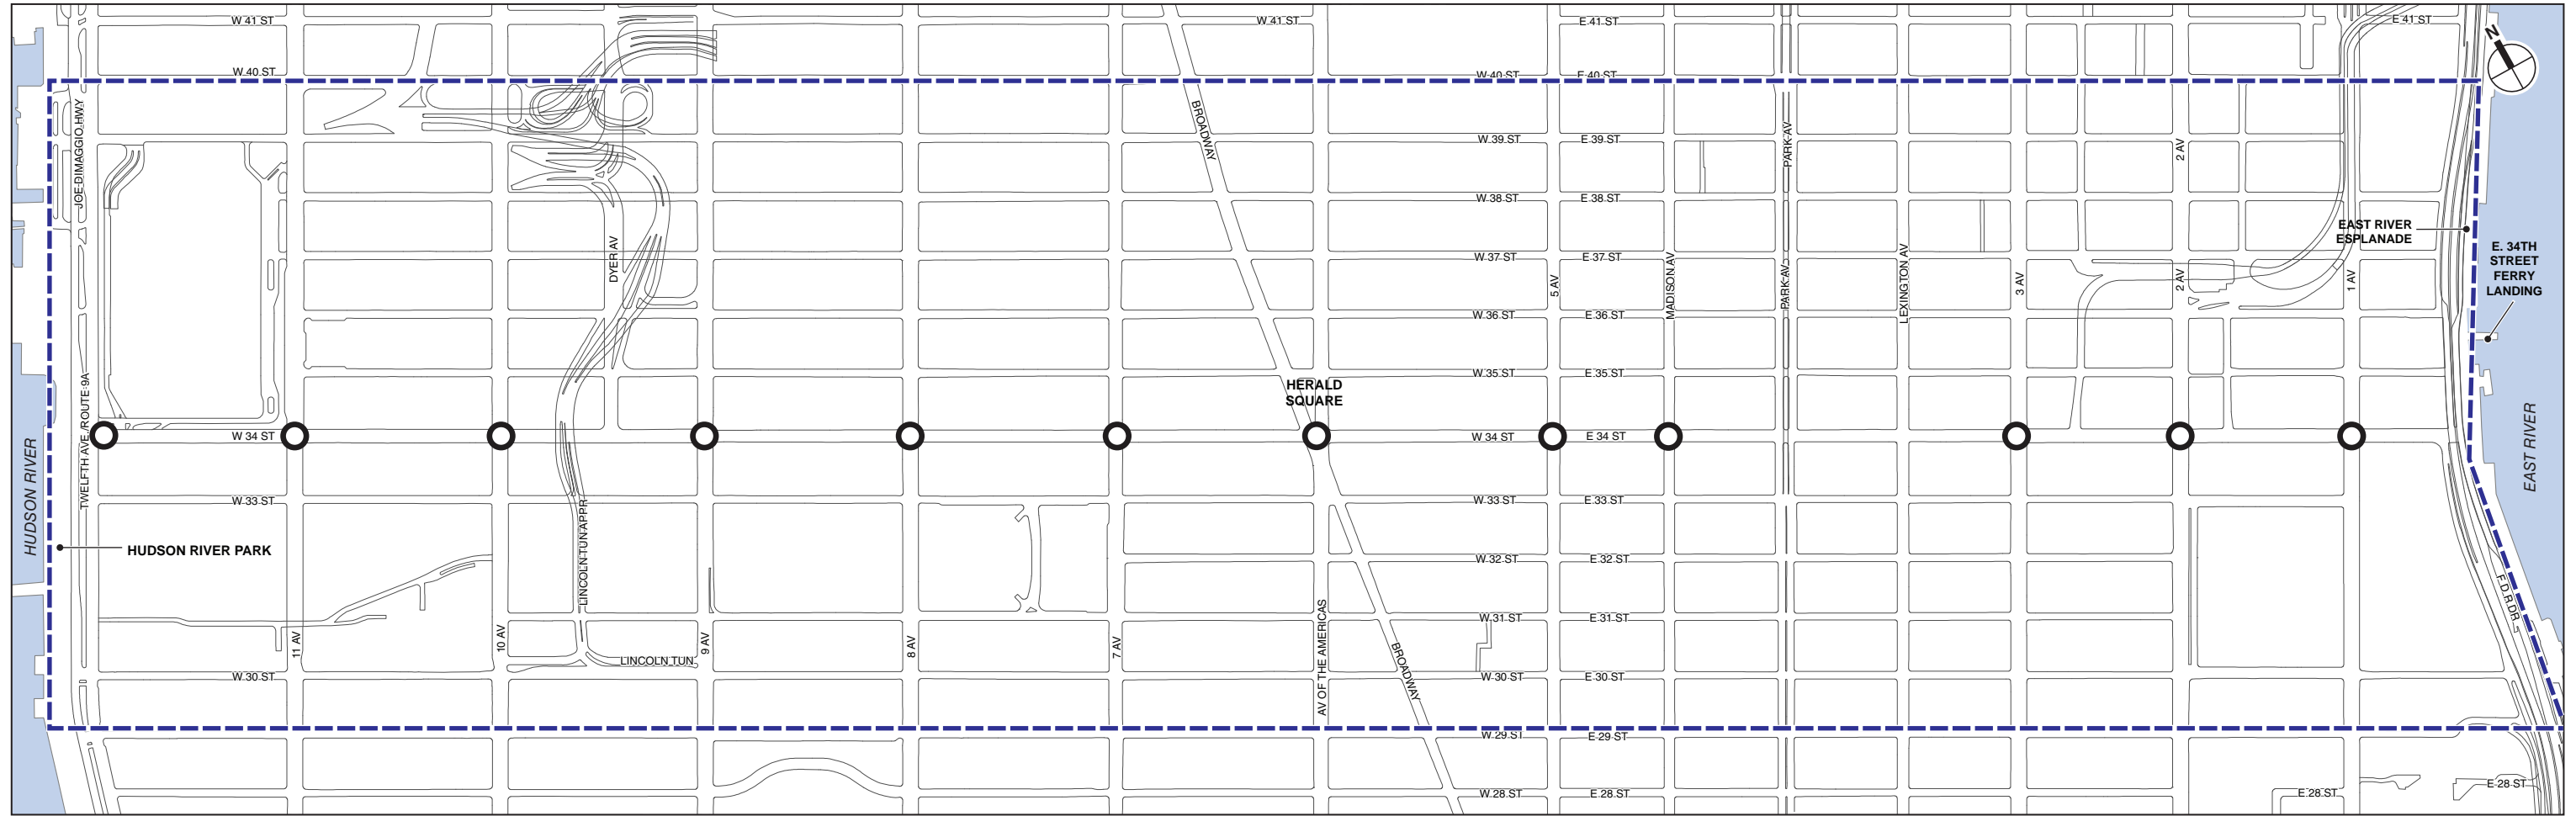 W 41 ST
W 41 ST
E 41 ST
E 41 ST
N
W 40 ST
W 40 ST
E 40 ST
JOE DIMAGGIO HWY
BROADWAY
W 39 ST
E 39 ST
PARK AV
2 AV
W 38 ST
E 38 ST
DYER AV
EAST RIVER
ESPLANADE
E. 34TH
STREET
FERRY
LANDING
W 37 ST
E 37 ST
5 AV
MADISON AV
PARK AV
LEXINGTON AV
3 AV
2 AV
1 AV
W 36 ST
E 36 ST
W 35 ST
E 35 ST
HERALD
SQUARE
TWELFTH AVE /ROUTE 9A
W 34 ST
W 34 ST
E 34 ST
HUDSON RIVER
EAST RIVER
W 33 ST
W 33 ST
E 33 ST
HUDSON RIVER PARK
LINCOLN TUN APPR
W 32 ST
E 32 ST
F D R DR
W 31 ST
E 31 ST
11 AV
10 AV
LINCOLN TUN
9 AV
8 AV
7 AV
AV OF THE AMERICAS
BROADWAY
W 30 ST
W 30 ST
E 30 ST
W 29 ST
E 29 ST
W 28 ST
E 28 ST
E 28 ST
E 28 ST